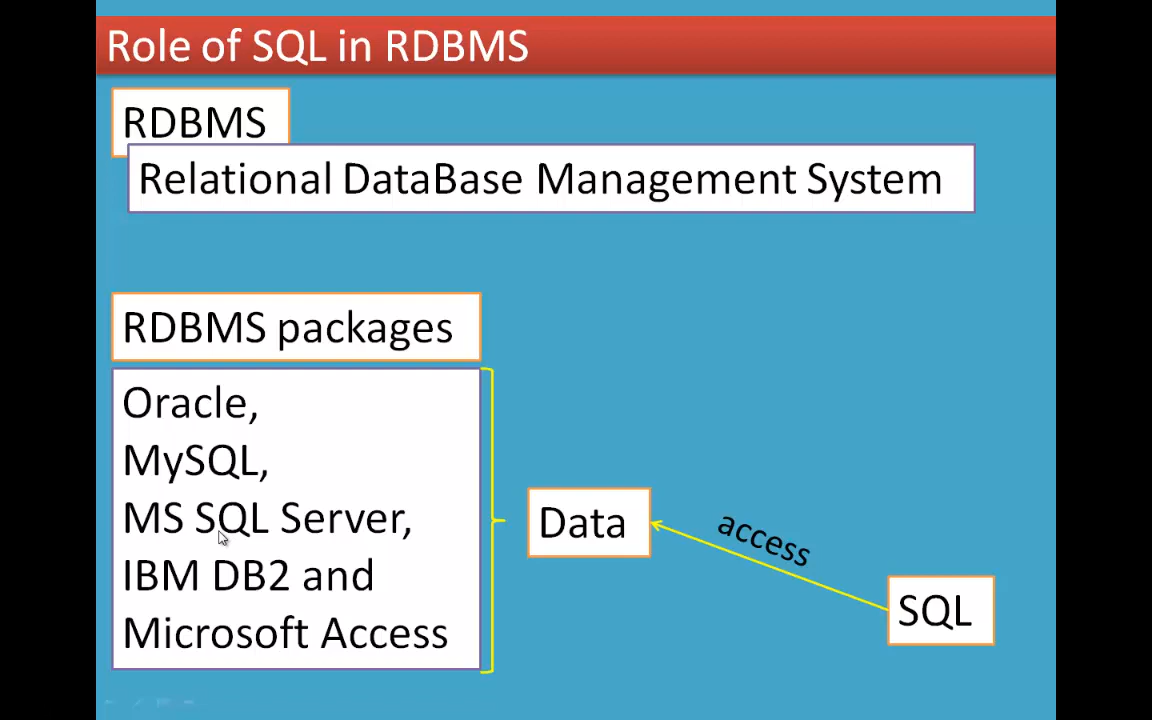 Role of SQL in RDBMS
RDBMS
Relational DataBase Management System
RDBMS packages
Oracle,
MySQL,
MS SQL Server,
IBM DB2 and
Microsoft Access
Data
access
SQL